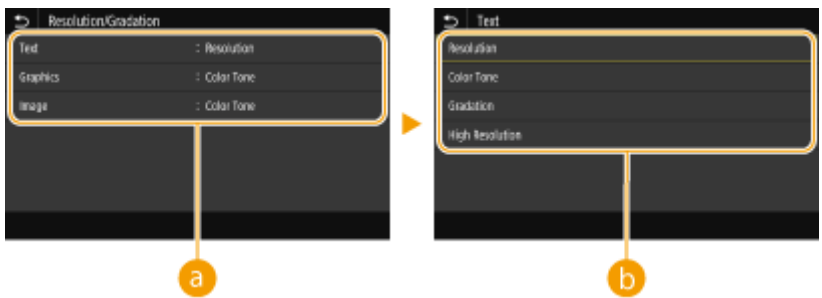 Resolution/Gradation
Text : Resolution
Graphics : Color Tone
Image : Color Tone
a
Text
Resolution
Color Tone
Gradation
High Resolution
b